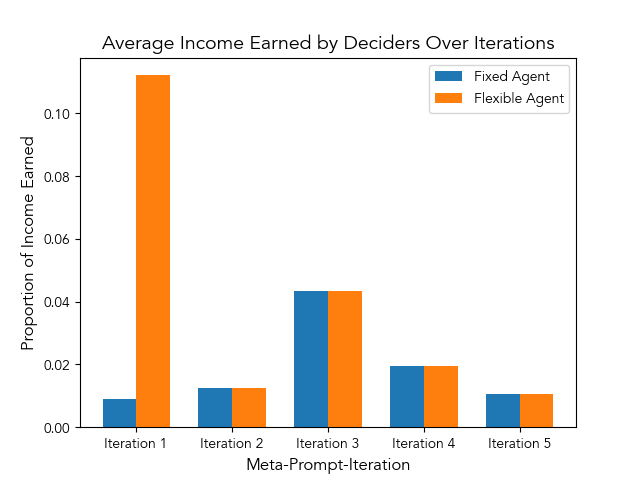 Average Income Earned by Deciders Over Iterations
Fixed Agent
Flexible Agent
Proportion of Income Earned
0.10
0.08
0.06
0.04
0.02
0.00
Iteration 1 Iteration 2 Iteration 3 Iteration 4 Iteration 5
Meta-Prompt-Iteration